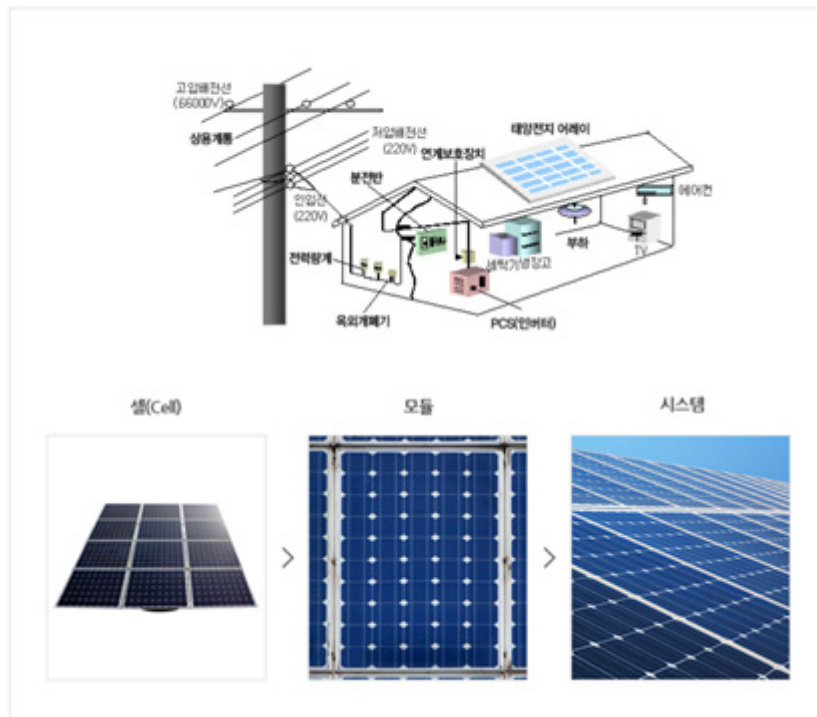 고압배전선
(66000V)
상용계통
저압배전선
(220V)
인입선
(220V)
태양전지 어레이
연계보호장치
분전반
에어컨
전력량계
세탁기
냉장고
부하
TV
옥외개폐기
PCS(인버터)
셀(Cell)
모듈
시스템